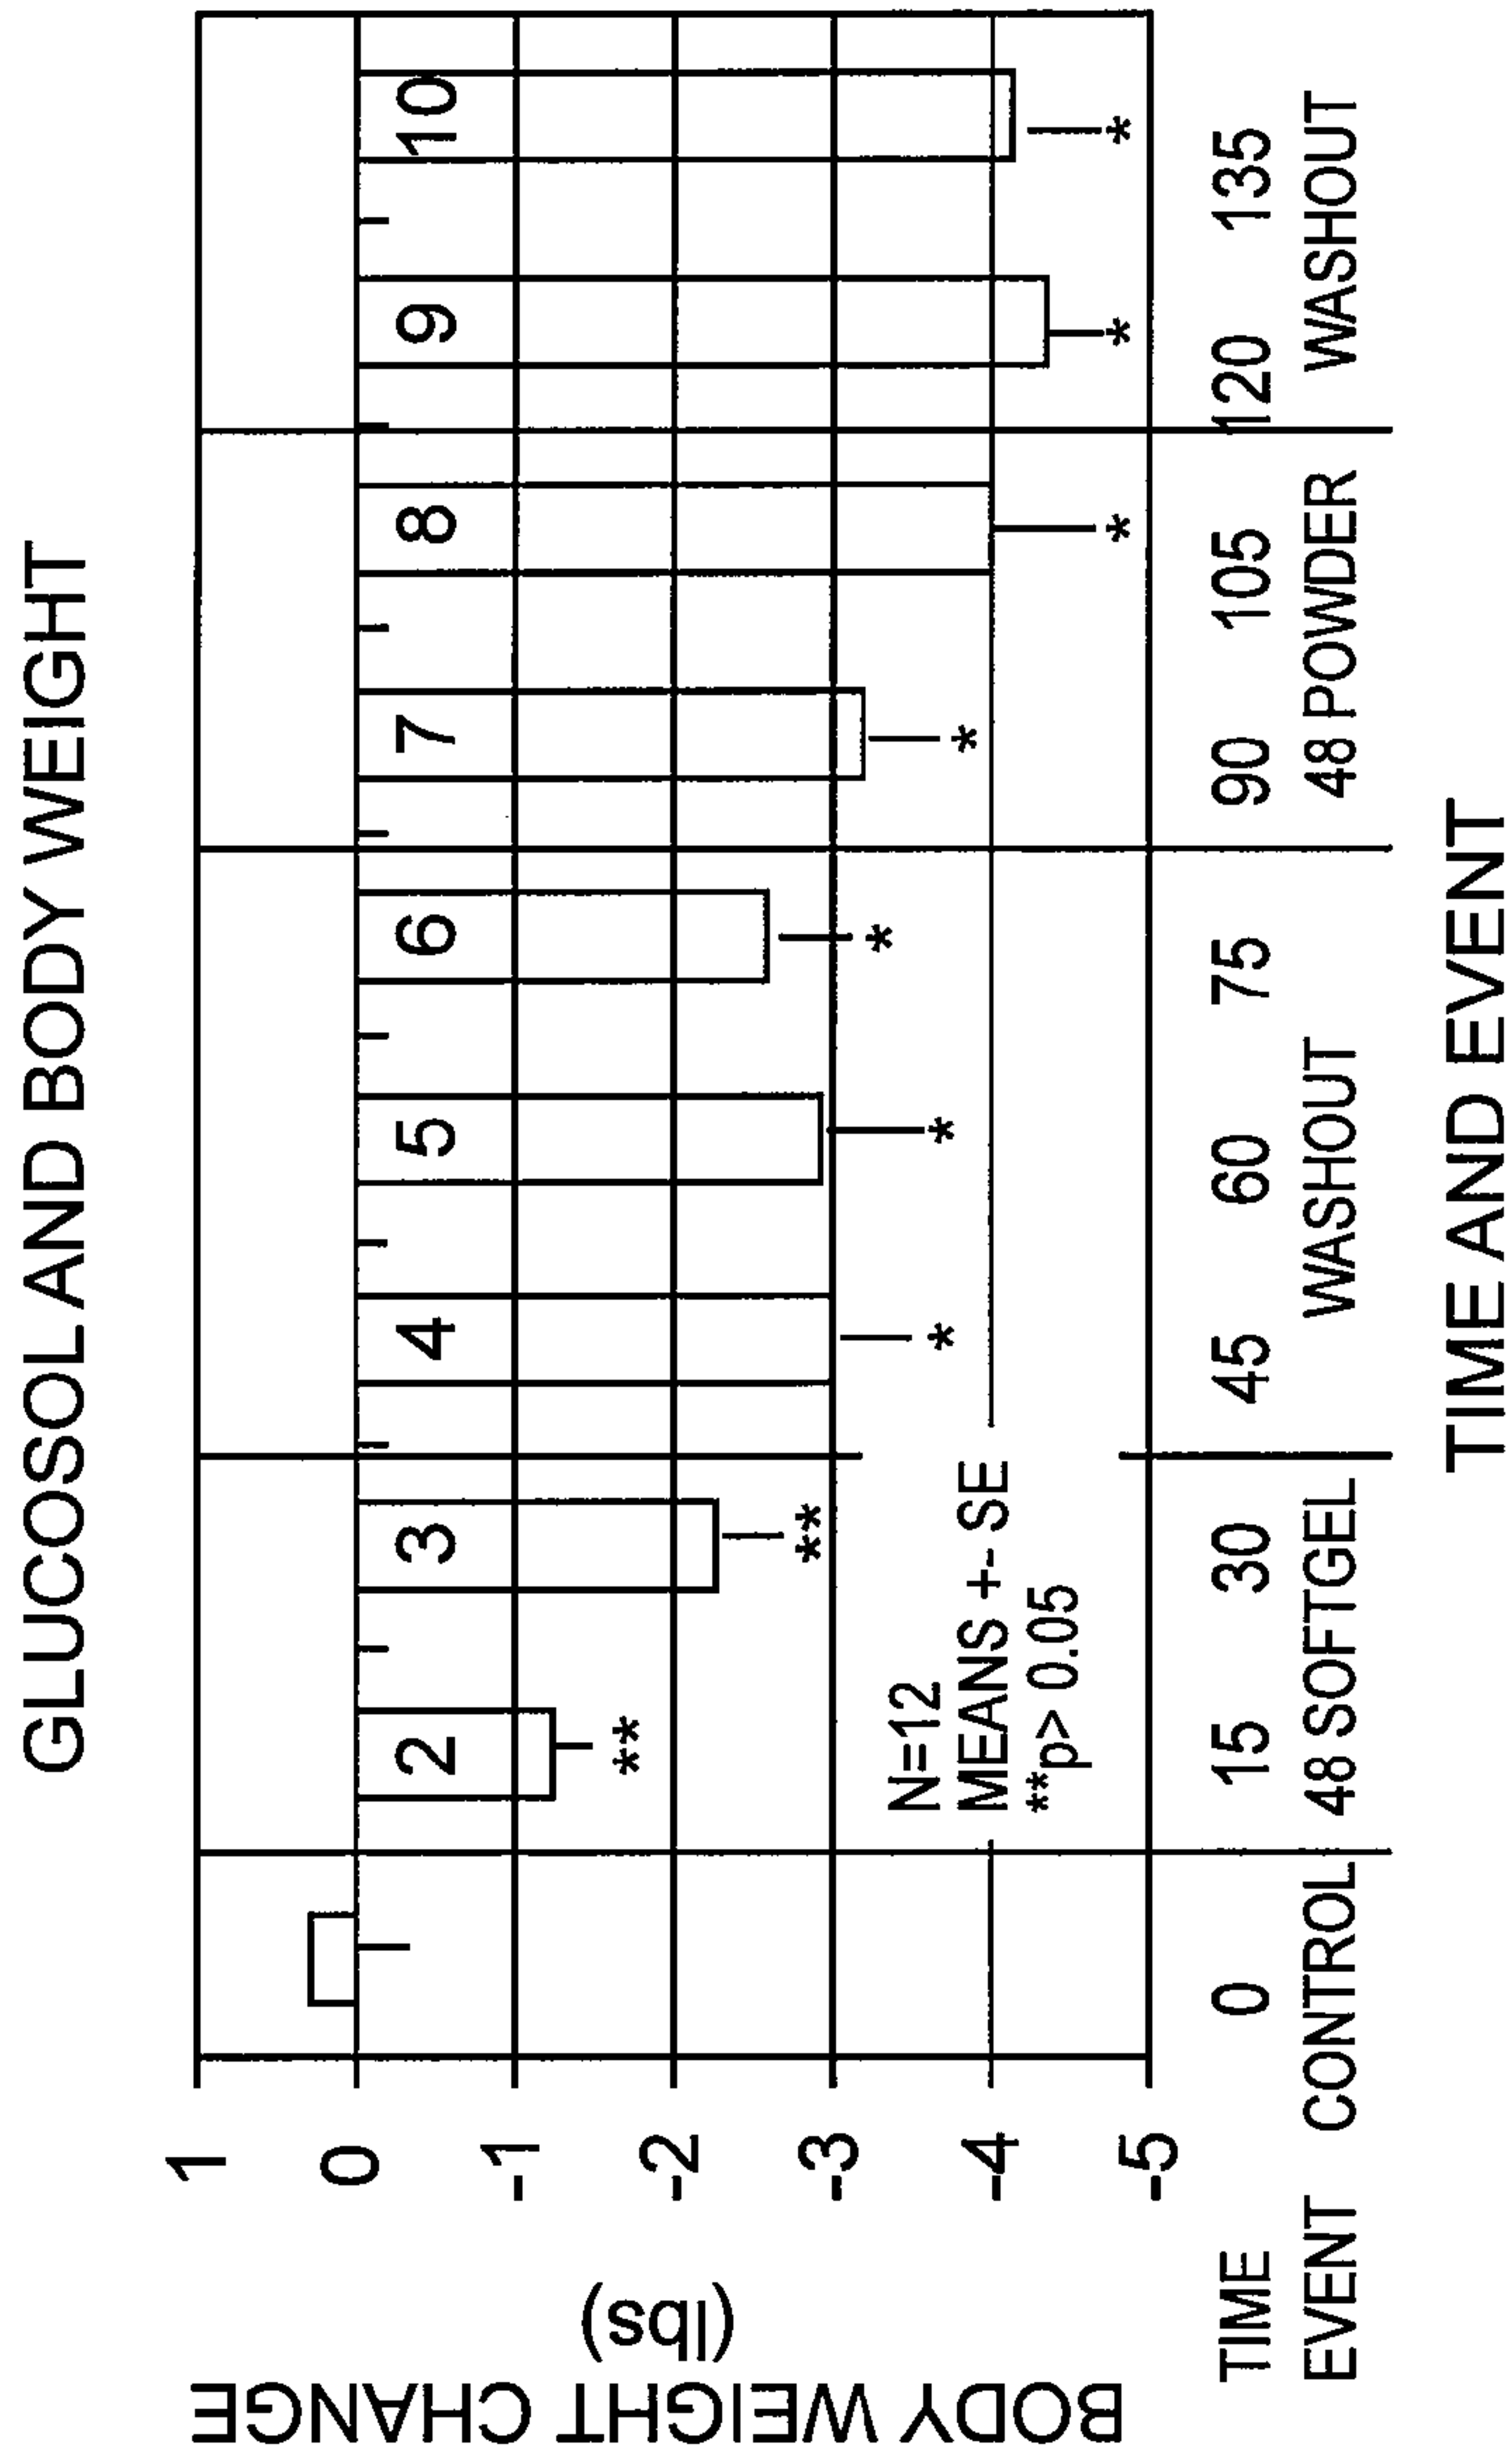 GLUCOSOL AND BODY WEIGHT
BODY WEIGHT CHANGE
(lbs)
1
0
-1
-2
-3
-4
-5
2 3 4 5 6 7 8 9 10
** ** * * * * * * *
N=12
MEANS +- SE
**p> 0.05
TIME 0 15 30 45 60 75 90 105 120 135
EVENT CONTROL 48 SOFTGEL WASHOUT 48 POWDER WASHOUT
TIME AND EVENT